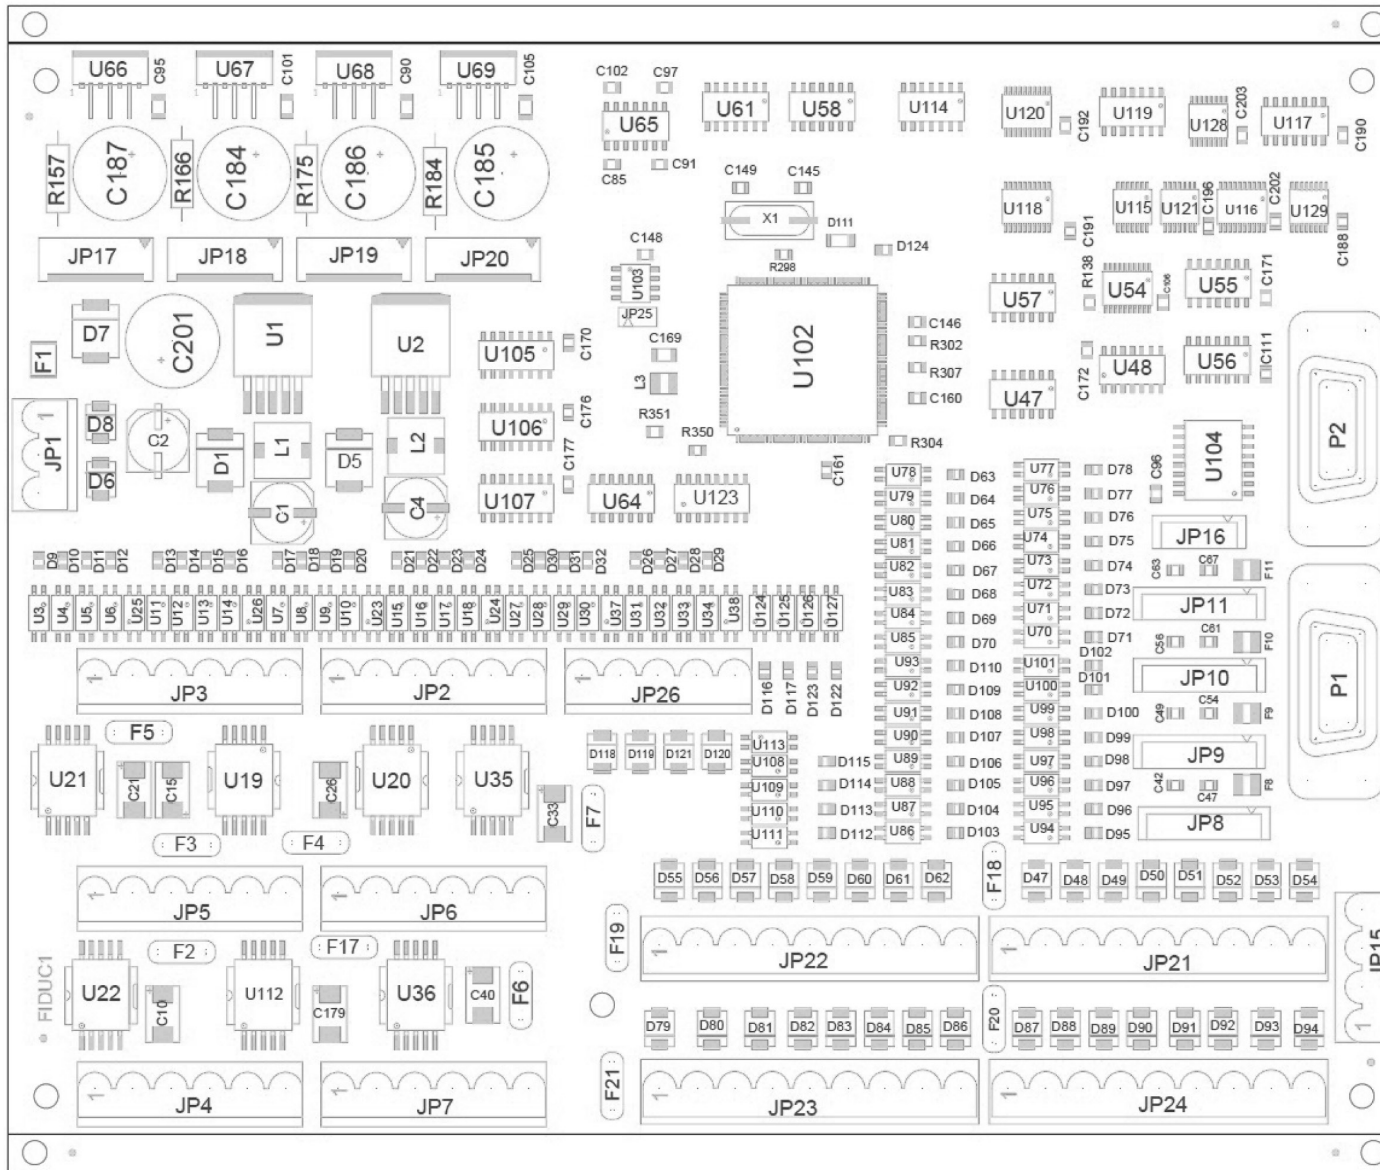 U66 C95 U67 C101 U68 C90 U69 C105
C102 C97 U61 U58 U114 U120 C192 U119 U128 C203 U117 C190
U65
C85 C91
R157 C187 R166 C184 R175 C186 R184 C185
C149 C145
X1 D111
U118 C191 U115 U121 C196 U116 C202 U129 C188
JP17 JP18 JP19 JP20
C148 R298 D124
U103
JP25
U57 R138 U54 C106 U55 C171
F1 D7 C201 U1 U2
U105 C170 C169 U102 C146
R302
L3 R307
C160
C172 U48 U56 C111
U47
JP1 1 D8 C2 D1 L1 D5 L2 U106 C176
R351 R350 R304
D6 C1 C4 U107 C177 U64 U123 C161
C96 U104 P2
U78 D63 U77 D78
U79 D64 U76 D77
U80 D65 U75 D76
U81 D66 U74 D75
U82 D67 U73 D74
U83 D68 U72 D73
U84 D69 U71 D72
U85 D70 U70 D71
D102
U93 D110 U101
D101
U92 D109 U100
U91 D108 U99 D100
U90 D107 U98 D99
U89 D106 U97 D98
U88 D105 U96 D97
U87 D104 U95 D96
U86 D103 U94 D95
JP16
C63 C67 F11
JP11
C56 C61 F10
JP10
C49 C54 F9
JP9
C42 C47 F8
JP8
P1
D9 D10 D11 D12 D13 D14 D15 D16 D17 D18 D19 D20 D21 D22 D23 D24 D25 D30 D31 D32 D26 D27 D28 D29
U3 U4 U5 U6 U25 U11 U12 U13 U14 U26 U7 U8 U9 U10 U23 U15 U16 U17 U18 U24 U27 U28 U29 U30 U37 U31 U32 U33 U34 U38 U124 U125 U126 U127
1 JP3 1 JP2 1 JP26
D116 D117 D123 D122
F5
U21 C21 C15 U19 C26 U20 U35 C33 F7
D118 D119 D121 D120
U113
U108 D115
U109 D114
U110 D113
U111 D112
F3 F4
D55 D56 D57 D58 D59 D60 D61 D62 F18 D47 D48 D49 D50 D51 D52 D53 D54
1 JP5 1 JP6
F19 1 JP22 1 JP21 JP15 1
F2 F17
FIDUC1 U22 C10 U112 C179 U36 C40 F6
D79 D80 D81 D82 D83 D84 D85 D86 F20 D87 D88 D89 D90 D91 D92 D93 D94
1 JP4 1 JP7 F21 1 JP23 1 JP24